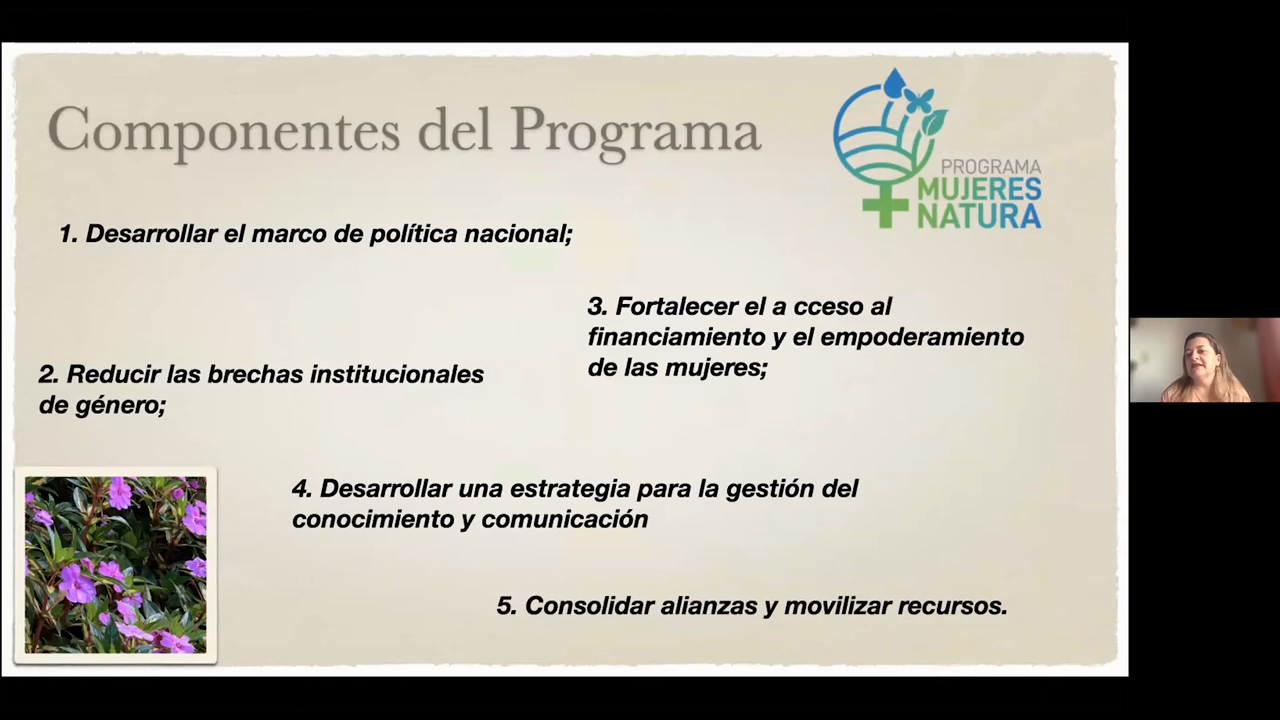 Componentes del Programa
PROGRAMA
MUJERES
NATURA
1. Desarrollar el marco de política nacional;
2. Reducir las brechas institucionales
de género;
3. Fortalecer el a cceso al
financiamiento y el empoderamiento
de las mujeres;
4. Desarrollar una estrategia para la gestión del
conocimiento y comunicación
5. Consolidar alianzas y movilizar recursos.